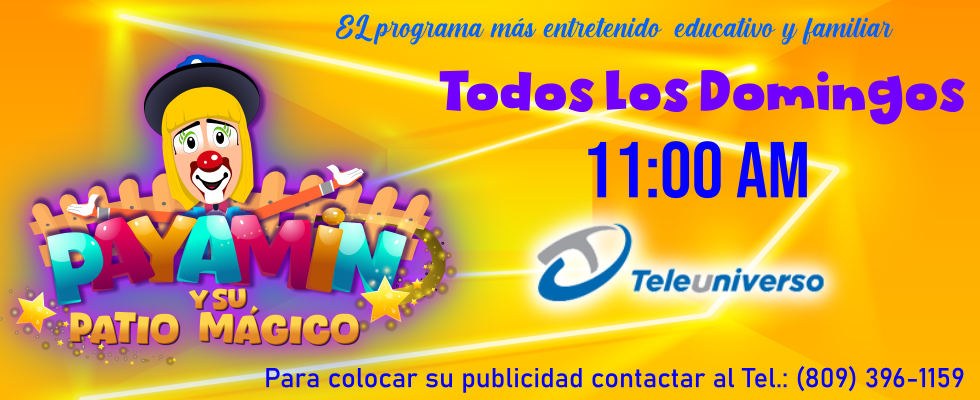 EL programa más entretenido educativo y familiar
Todos Los Domingos
11:00 AM
PAYAMIN
Y SU
PATIO MÁGICO
Teleuniverso
Para colocar su publicidad contactar al Tel.: (809) 396-1159